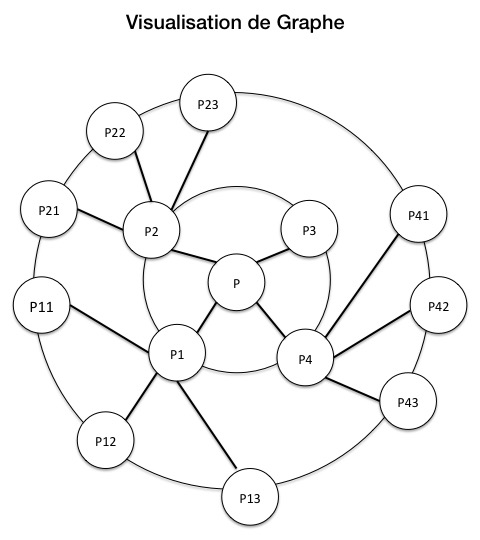 Visualisation de Graphe
P23
P22
P21
P41
P2
P3
P
P11
P42
P1
P4
P43
P12
P13